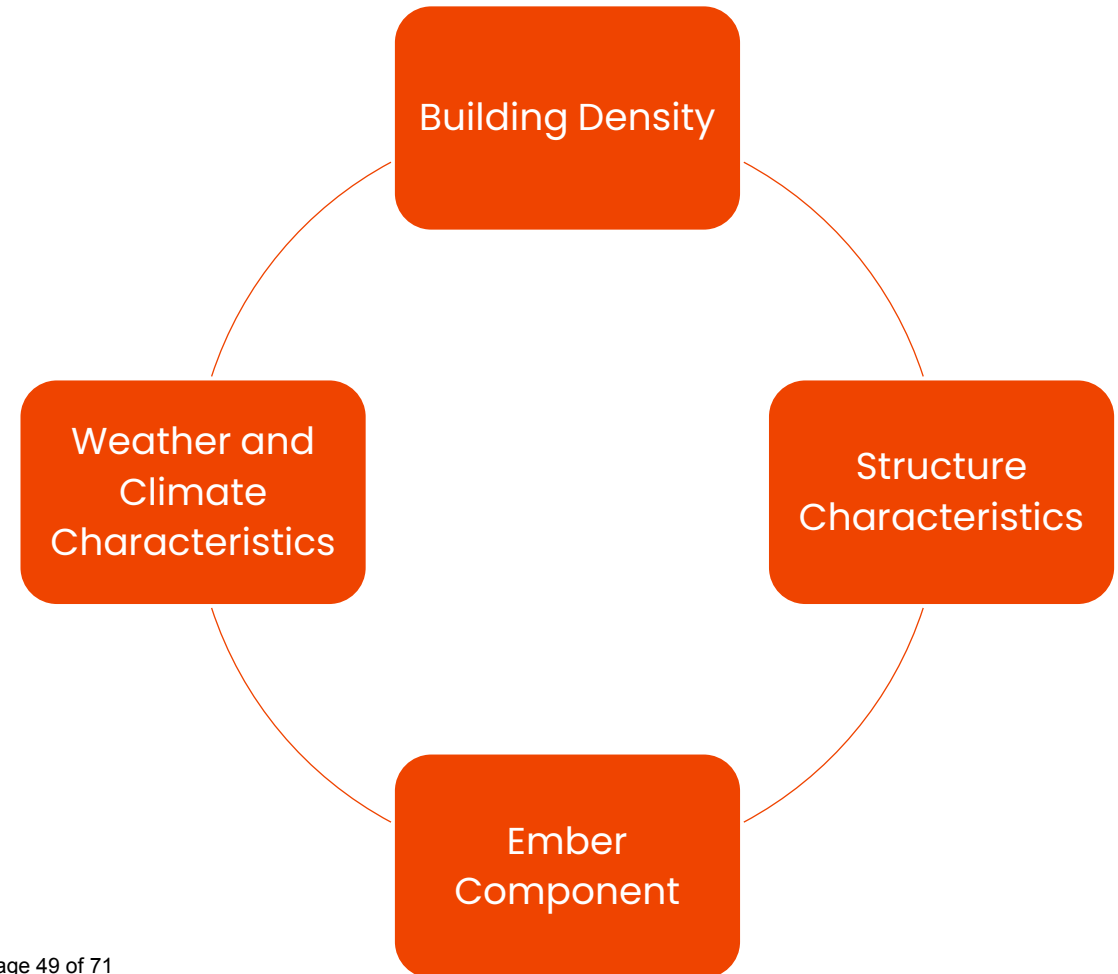 Building Density
Weather and
Climate
Characteristics
Structure
Characteristics
Ember
Component
age 49 of 71